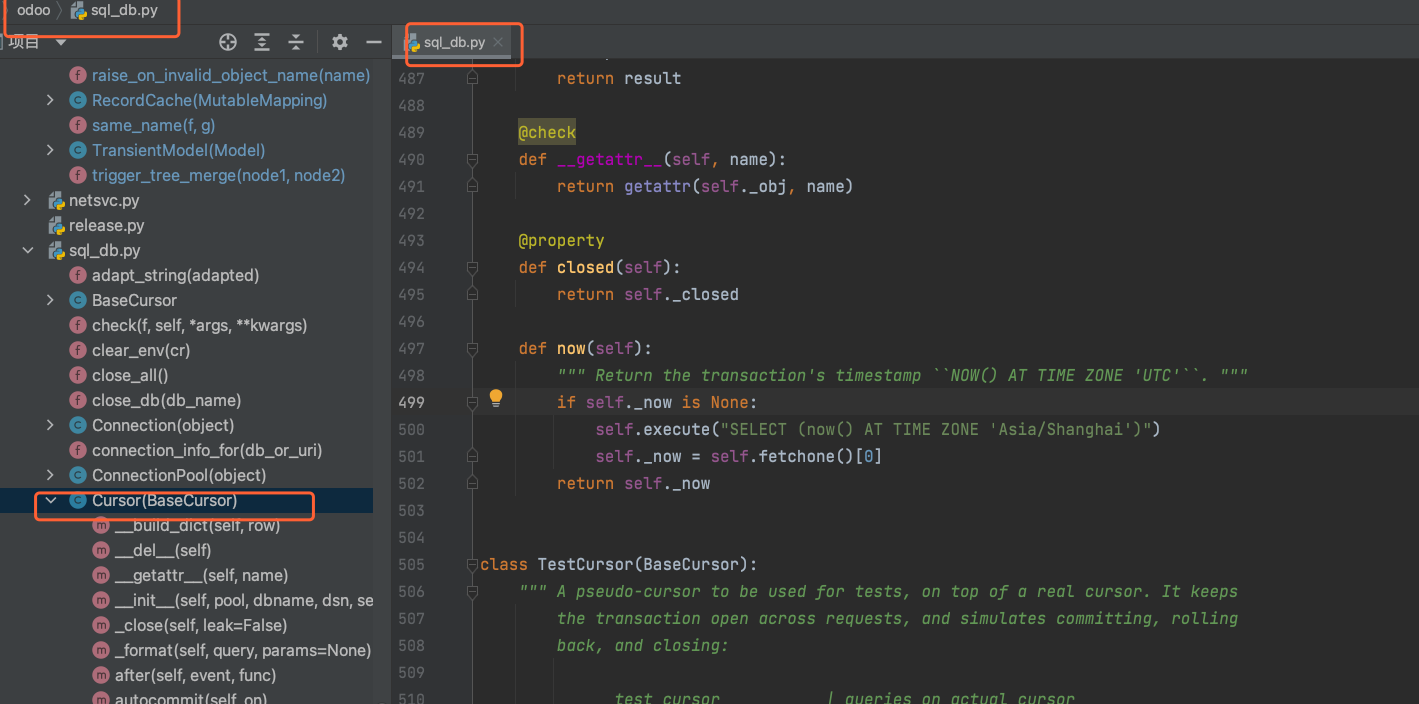 odoo sql_db.py
项目
raise_on_invalid_object_name(name)
RecordCache(MutableMapping)
same_name(f, g)
TransientModel(Model)
trigger_tree_merge(node1, node2)
netsvc.py
release.py
sql_db.py
adapt_string(adapted)
BaseCursor
check(f, self, *args, **kwargs)
clear_env(cr)
close_all()
close_db(db_name)
Connection(object)
connection_info_for(db_or_uri)
ConnectionPool(object)
Cursor(BaseCursor)
__build_dict(self, row)
__del__(self)
__getattr__(self, name)
__init__(self, pool, dbname, dsn, se
_close(self, leak=False)
_format(self, query, params=None)
after(self, event, func)
autocommit(self, on)
sql_db.py
487 return result
488
489 @check
490 def __getattr__(self, name):
491 return getattr(self._obj, name)
492
493 @property
494 def closed(self):
495 return self._closed
496
497 def now(self):
498 """ Return the transaction's timestamp ``NOW() AT TIME ZONE 'UTC'``. """
499 if self._now is None:
500 self.execute("SELECT (now() AT TIME ZONE 'Asia/Shanghai')")
501 self._now = self.fetchone()[0]
502 return self._now
503
504
505 class TestCursor(BaseCursor):
506 """ A pseudo-cursor to be used for tests, on top of a real cursor. It keeps
507 the transaction open across requests, and simulates committing, rolling
508 back, and closing:
509
510 test cursor | queries on actual cursor